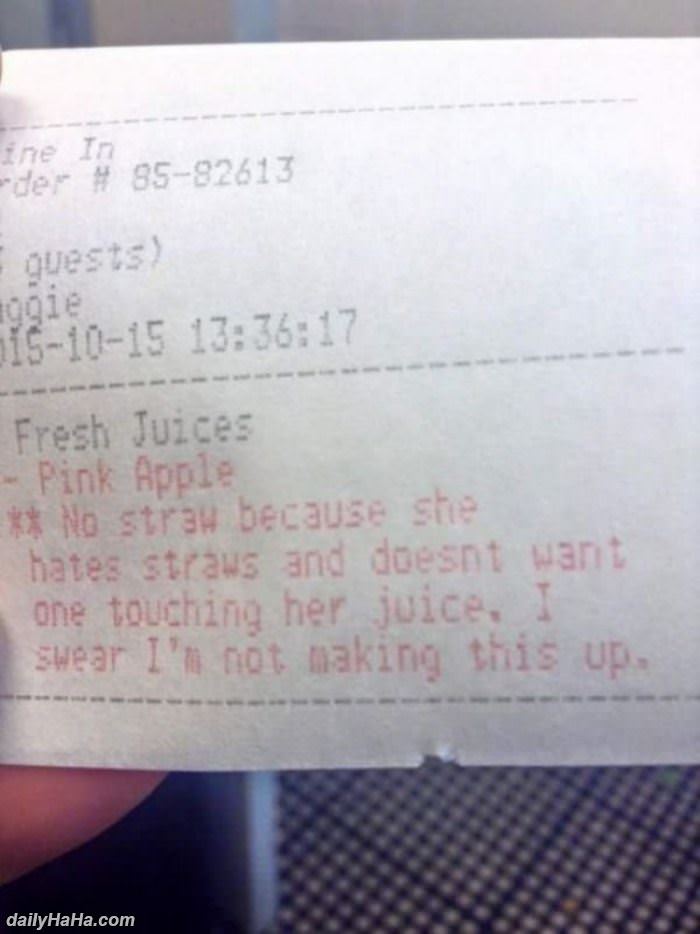 ine In
rder # 85-82613
guests)
aggie
015-10-15 13:36:17
Fresh Juices
- Pink Apple
** No straw because she
hates straws and doesnt want
one touching her juice. I
swear I'm not making this up.
dailyHaHa.com